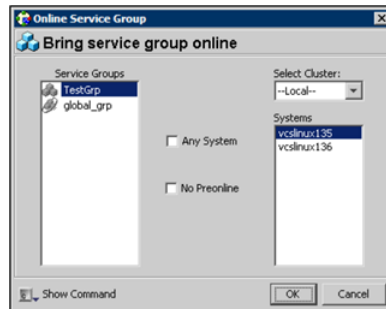 Online Service Group
Bring service group online
Service Groups
TestGrp
global_grp
Any System
No Preonline
Select Cluster:
--Local--
Systems
vcslinux135
vcslinux136
Show Command
OK
Cancel